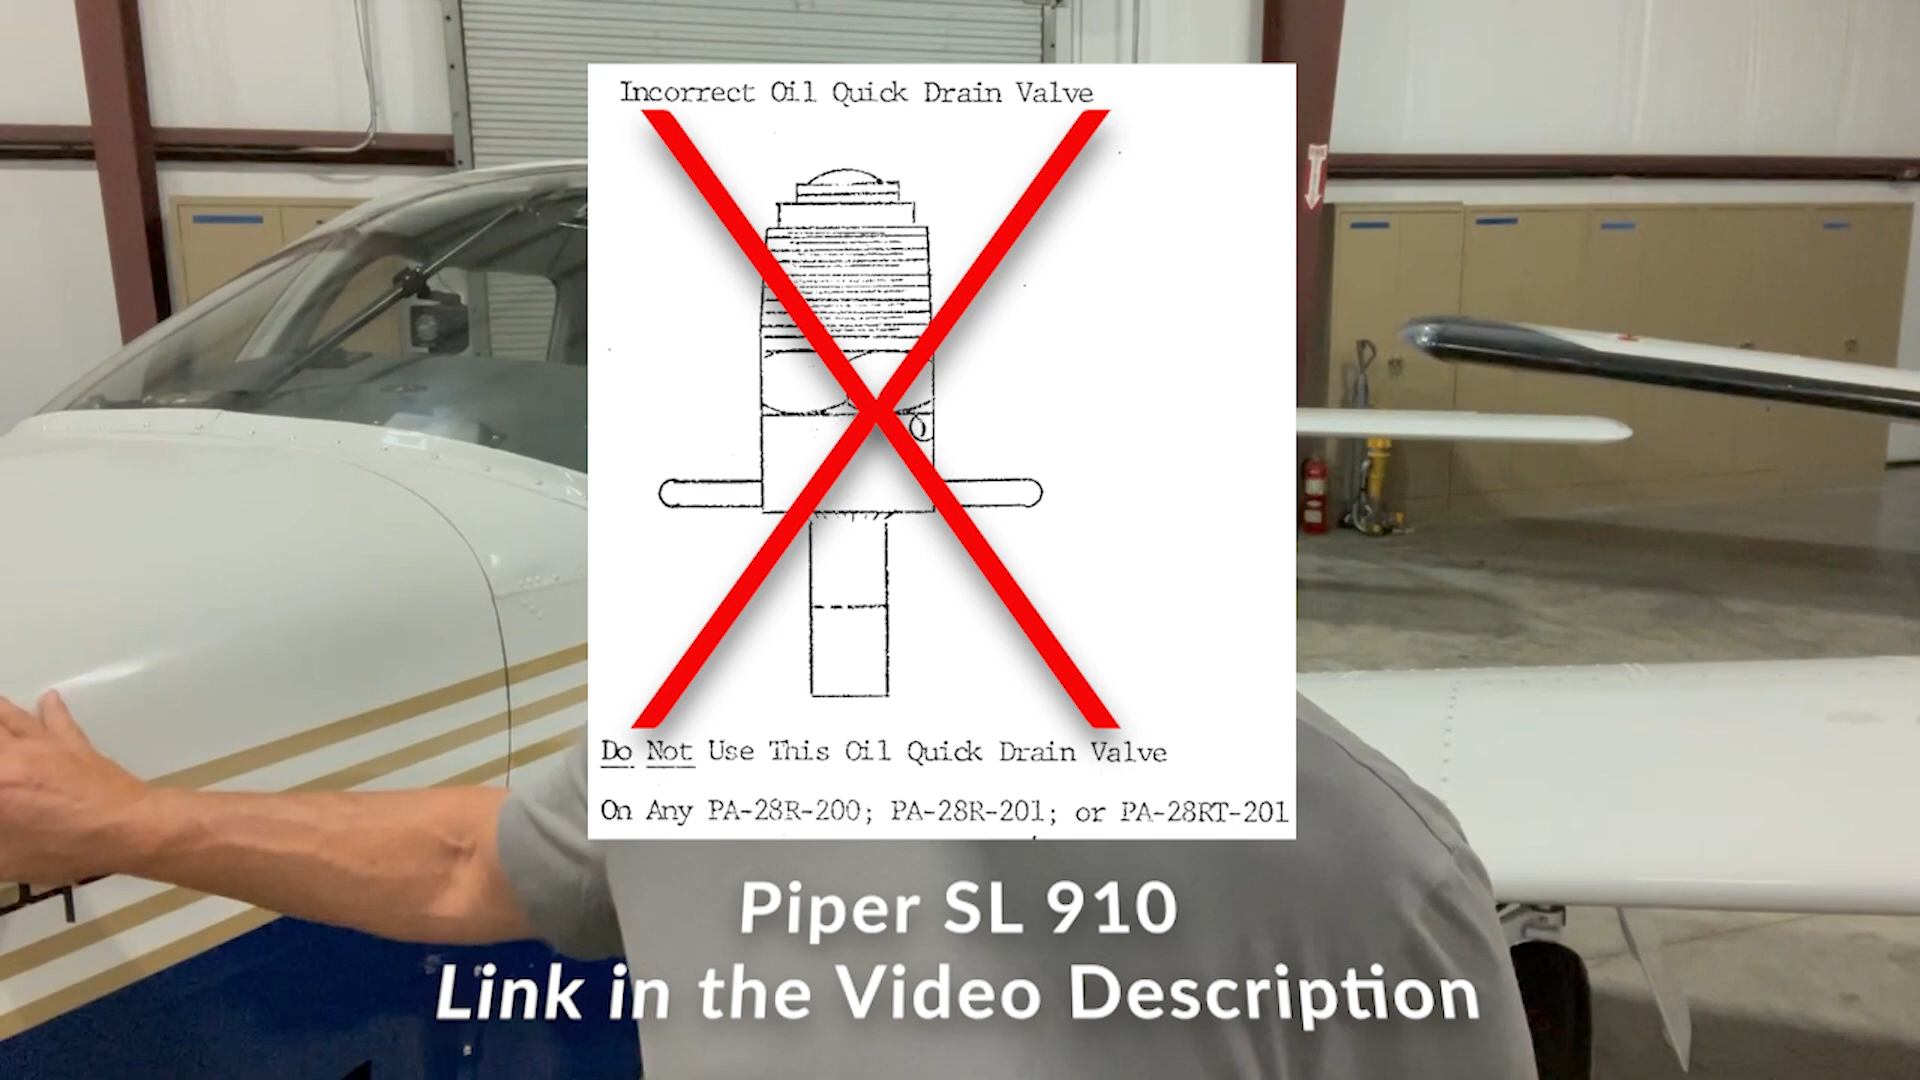 Incorrect Oil Quick Drain Valve
Do Not Use This Oil Quick Drain Valve
On Any PA-28R-200; PA-28R-201; or PA-28RT-201
Piper SL 910
Link in the Video Description